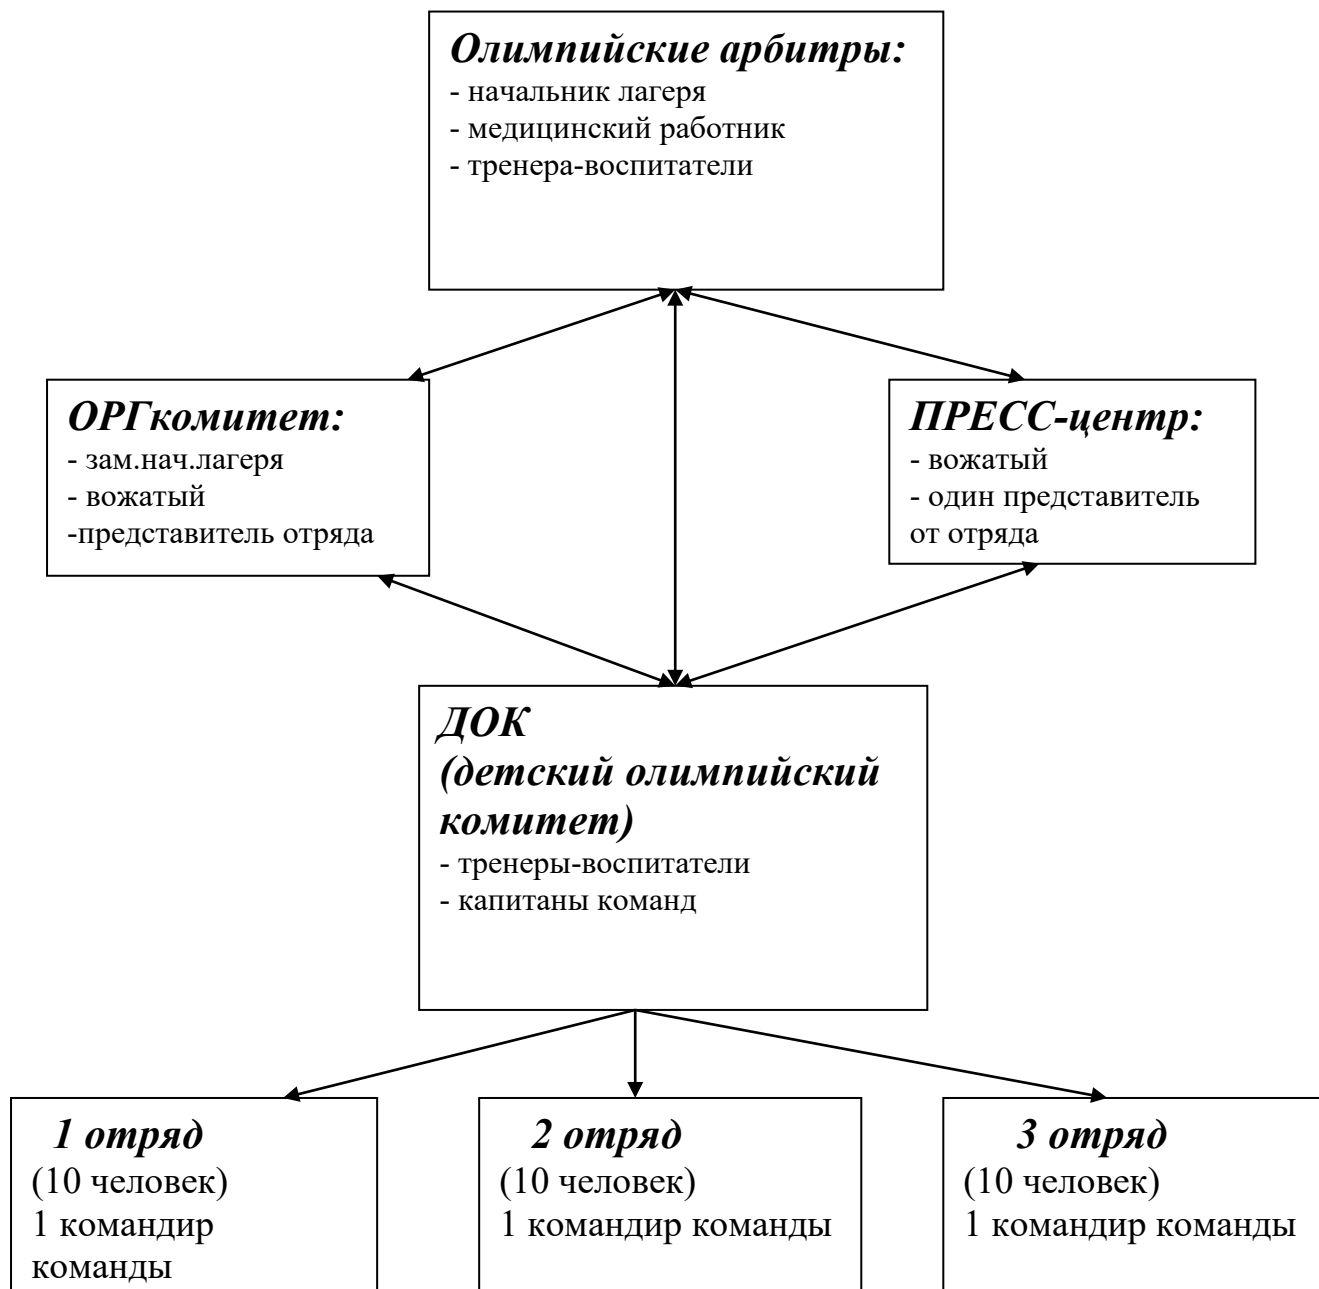 Олимпийские арбитры:
- начальник лагеря
- медицинский работник
- тренера-воспитатели
ОРГкомитет:
- зам.нач.лагеря
- вожатый
-представитель отряда
ПРЕСС-центр:
- вожатый
- один представитель
от отряда
ДОК
(детский олимпийский
комитет)
- тренеры-воспитатели
- капитаны команд
1 отряд
(10 человек)
1 командир
команды
2 отряд
(10 человек)
1 командир команды
3 отряд
(10 человек)
1 командир команды